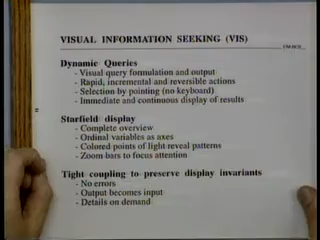 VISUAL INFORMATION SEEKING (VIS)
Dynamic Queries
- Visual query formulation and output
- Rapid, incremental and reversible actions
- Selection by pointing (no keyboard)
- Immediate and continuous display of results
Starfield display
- Complete overview
- Ordinal variables as axes
- Colored points of light reveal patterns
- Zoom bars to focus attention
Tight coupling to preserve display invariants
- No errors
- Output becomes input
- Details on demand